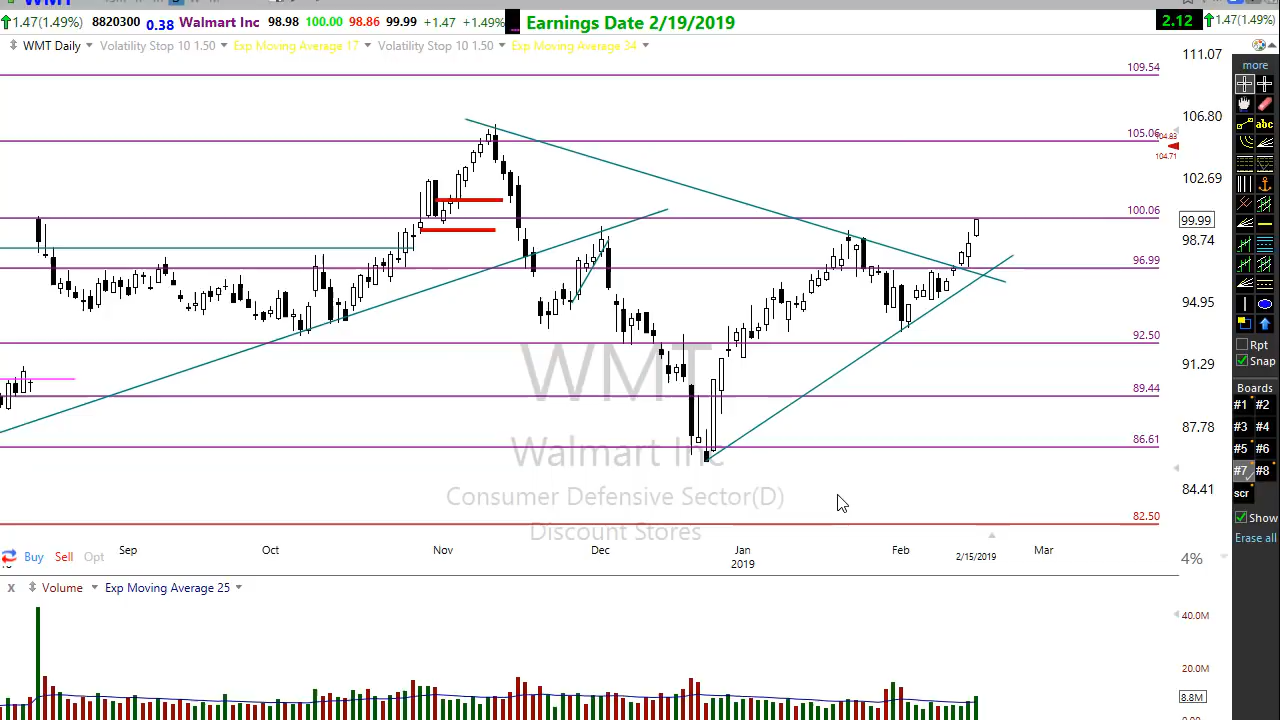 WMT
1.47(1.49%) 8820300 0.38 Walmart Inc 98.98 100.00 98.86 99.99 +1.47 +1.49% Earnings Date 2/19/2019 2.12 1.47(1.49%)
WMT Daily Volatility Stop 10 1.50 Exp Moving Average 17 Volatility Stop 10 1.50 Exp Moving Average 34
111.07
more
109.54
106.80
abc
105.06
104.83
104.71
102.69
100.06
99.99
98.74
96.99
94.95
92.50
Rpt
Snap
91.29
89.44
Boards
#1 #2
#3 #4
87.78
86.61
#5 #6
#7 #8
WMT
Walmart Inc
Consumer Defensive Sector(D)
Discount Stores
84.41
scr
82.50
Show
Erase all
Buy Sell Opt
Sep Oct Nov Dec Jan Feb 2/15/2019 Mar
2019
4%
x Volume Exp Moving Average 25
40.0M
20.0M
8.8M